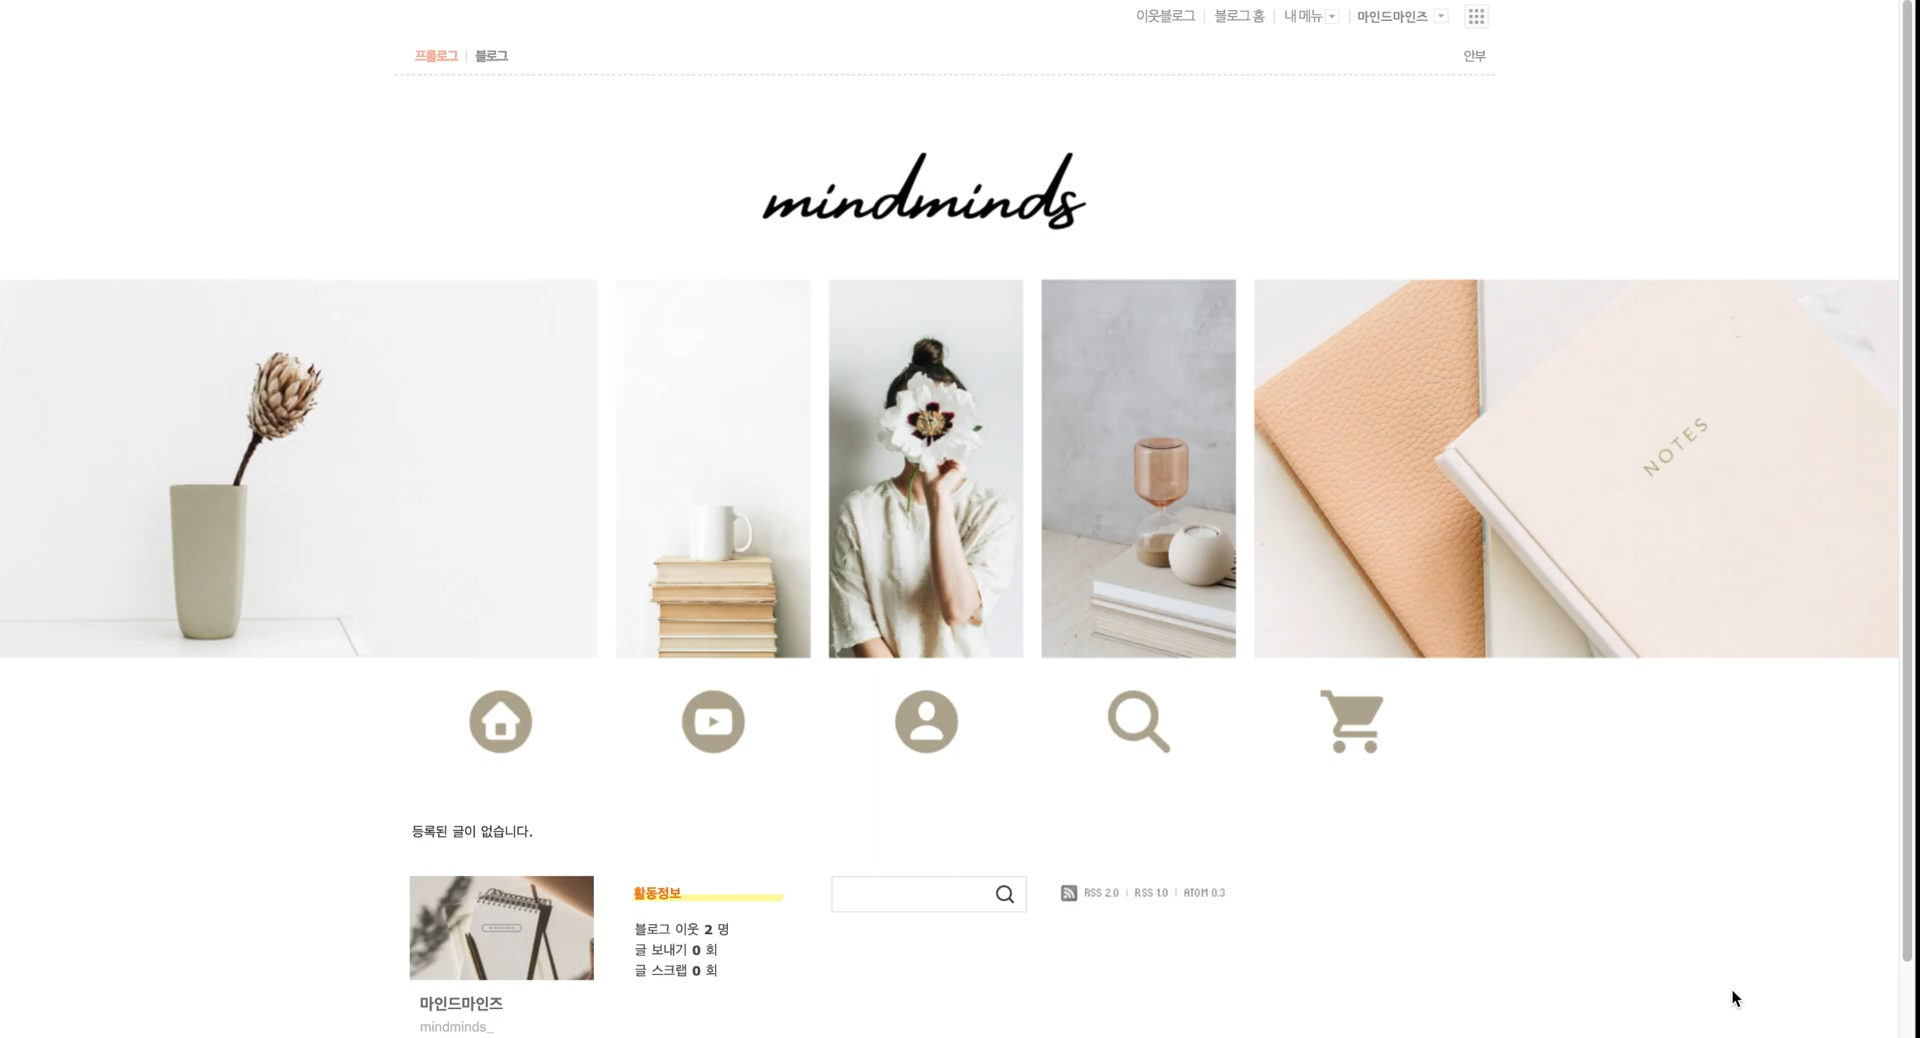 이웃블로그 | 블로그 홈 | 내 메뉴 | 마인드마인즈
프롤로그 | 블로그
안부
mindminds
NOTES
등록된 글이 없습니다.
활동정보
블로그 이웃 2 명
글 보내기 0 회
글 스크랩 0 회
RSS 2.0 | RSS 1.0 | ATOM 0.3
마인드마인즈
mindminds_